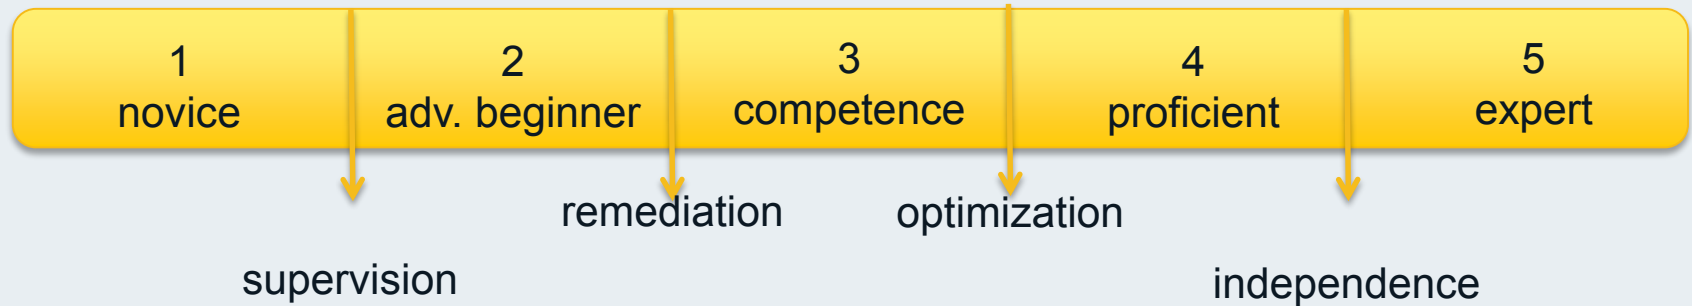 1
novice
2
adv. beginner
3
competence
4
proficient
5
expert
remediation
optimization
supervision
independence